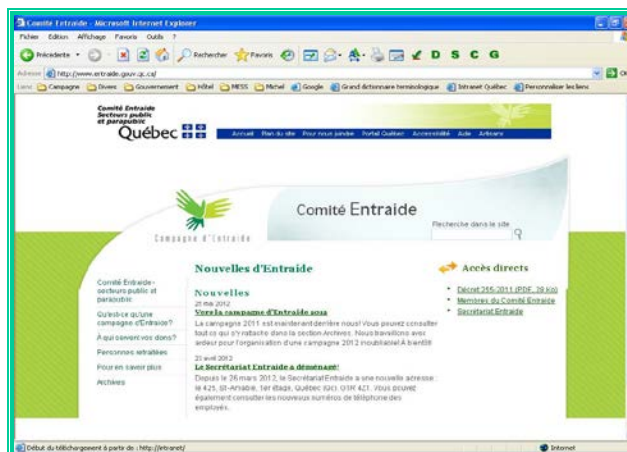 Comité Entraide - Microsoft Internet Explorer
Fichier Edition Affichage Favoris Outils ?
Précédente Rechercher Favoris D S C G
Adresse http://www.entraide.gouv.qc.ca/
Liens Campagne Divers Gouvernement Hôtel MESS Michel Google Grand dictionnaire terminologique Intranet Québec Personnaliser les liens
Comité Entraide
Secteurs public
et parapublic
Québec
Accueil Plan du site Pour nous joindre Portail Québec Accessibilité Aide Artisans
Comité Entraide
Recherche dans le site
Campagne d'Entraide
Nouvelles d'Entraide
Accès directs
Comité Entraide -
secteurs public et
parapublic
Qu'est-ce qu'une
campagne d'Entraide?
À qui servent vos dons?
Personnes retraitées
Pour en savoir plus
Archives
Nouvelles
25 mai 2012
Vers la campagne d'Entraide 2012
La campagne 2011 est maintenant derrière nous! Vous pouvez consulter
tout ce qui s'y rattache dans la section Archives. Nous travaillons avec
ardeur pour l'organisation d'une campagne 2012 inoubliable! À bientôt!
Le Secrétariat Entraide a déménagé!
Depuis le 26 mars 2012, le Secrétariat Entraide a une nouvelle adresse :
le 425, St-Amable, 1er étage, Québec (Qc), G1R 4Z1. Vous pouvez
également consulter les nouveaux numéros de téléphone des
employés.
Décret 255-2011 (PDF, 29 Ko)
Membres du Comité Entraide
Secrétariat Entraide
Début du téléchargement à partir de : http://intranet/
Internet